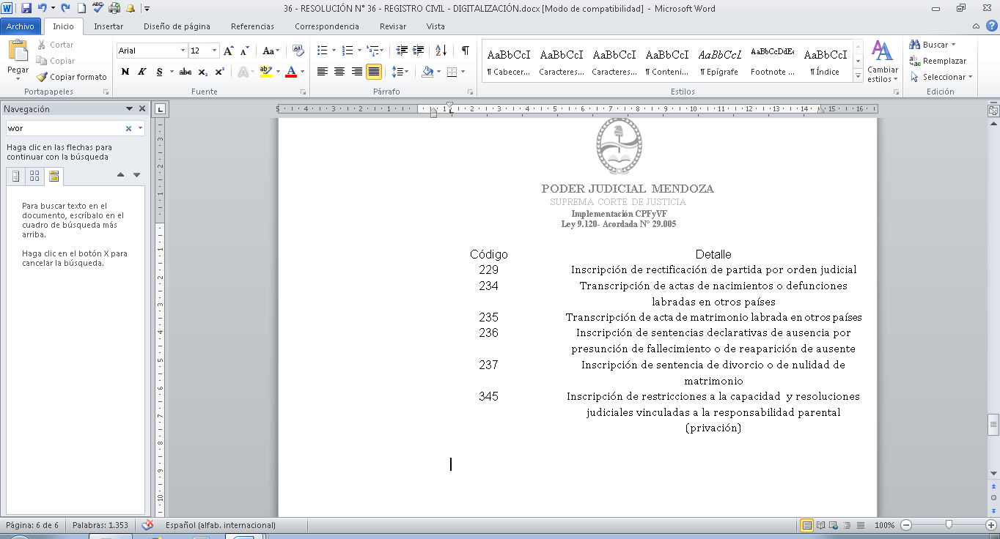 36 - RESOLUCIÓN N° 36 - REGISTRO CIVIL - DIGITALIZACIÓN.docx [Modo de compatibilidad] - Microsoft Word
Archivo Inicio Insertar Diseño de página Referencias Correspondencia Revisar Vista
Pegar
Cortar
Copiar
Copiar formato
Portapapeles
Arial 12
N K S abc x₂ x² A ab A
Fuente
Párrafo
AaBbCcI AaBbCcI AaBbCcI AaBbCcI AaBbCcI AaBbCcDdEe AaBbCcI
¶ Cabecer... Caracteres... Caracteres... ¶ Conteni... ¶ Epígrafe Footnote ... ¶ Índice
Estilos
Cambiar
estilos
Buscar
Reemplazar
Seleccionar
Edición
Navegación
wor
Haga clic en las flechas para
continuar con la búsqueda
Para buscar texto en el
documento, escríbalo en el
cuadro de búsqueda más
arriba.
Haga clic en el botón X para
cancelar la búsqueda.
PODER JUDICIAL MENDOZA
SUPREMA CORTE DE JUSTICIA
Implementación CPFyVF
Ley 9.120- Acordada N° 29.005
Código Detalle
229 Inscripción de rectificación de partida por orden judicial
234 Transcripción de actas de nacimientos o defunciones
labradas en otros países
235 Transcripción de acta de matrimonio labrada en otros países
236 Inscripción de sentencias declarativas de ausencia por
presunción de fallecimiento o de reaparición de ausente
237 Inscripción de sentencia de divorcio o de nulidad de
matrimonio
345 Inscripción de restricciones a la capacidad y resoluciones
judiciales vinculadas a la responsabilidad parental
(privación)
Página: 6 de 6 Palabras: 1.353 Español (alfab. internacional) 100%